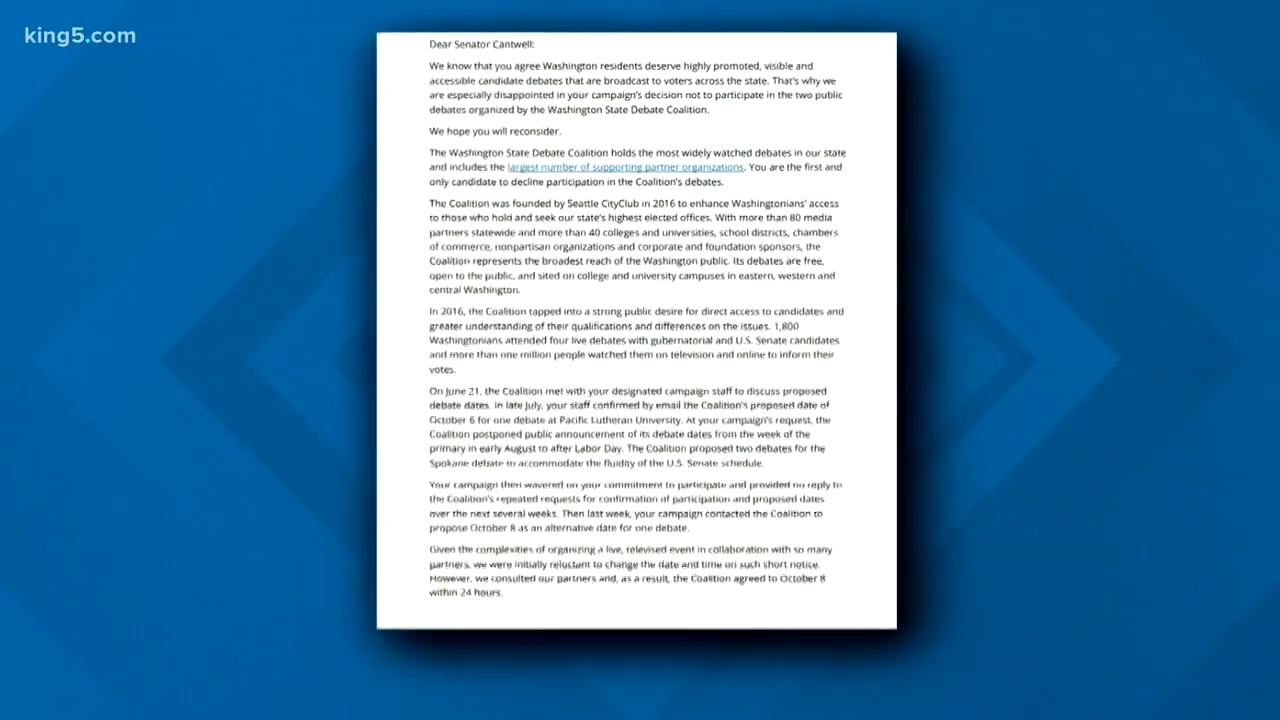 king5.com
Dear Senator Cantwell:
We know that you agree Washington residents deserve highly promoted, visible and
accessible candidate debates that are broadcast to voters across the state. That's why we
are especially disappointed in your campaign's decision not to participate in the two public
debates organized by the Washington State Debate Coalition.
We hope you will reconsider.
The Washington State Debate Coalition holds the most widely watched debates in our state
and includes the largest number of supporting partner organizations. You are the first and
only candidate to decline participation in the Coalition's debates.
The Coalition was founded by Seattle CityClub in 2016 to enhance Washingtonians' access
to those who hold and seek our state's highest elected offices. With more than 80 media
partners statewide and more than 40 colleges and universities, school districts, chambers
of commerce, nonpartisan organizations and corporate and foundation sponsors, the
Coalition represents the broadest reach of the Washington public. Its debates are free,
open to the public, and sited on college and university campuses in eastern, western and
central Washington.
In 2016, the Coalition tapped into a strong public desire for direct access to candidates and
greater understanding of their qualifications and differences on the issues. 1,800
Washingtonians attended four live debates with gubernatorial and U.S. Senate candidates
and more than one million people watched them on television and online to inform their
votes.
On June 21, the Coalition met with your designated campaign staff to discuss proposed
debate dates. In late July, your staff confirmed by email the Coalition's proposed date of
October 6 for one debate at Pacific Lutheran University. At your campaign's request, the
Coalition postponed public announcement of its debate dates from the week of the
primary in early August to after Labor Day. The Coalition proposed two debates for the
Spokane debate to accommodate the fluidity of the U.S. Senate schedule.
Your campaign then wavered on your commitment to participate and provided no reply to
the Coalition's repeated requests for confirmation of participation and proposed dates
over the next several weeks. Then last week, your campaign contacted the Coalition to
propose October 8 as an alternative date for one debate.
Given the complexities of organizing a live, televised event in collaboration with so many
partners, we were initially reluctant to change the date and time on such short notice.
However, we consulted our partners and, as a result, the Coalition agreed to October 8
within 24 hours.